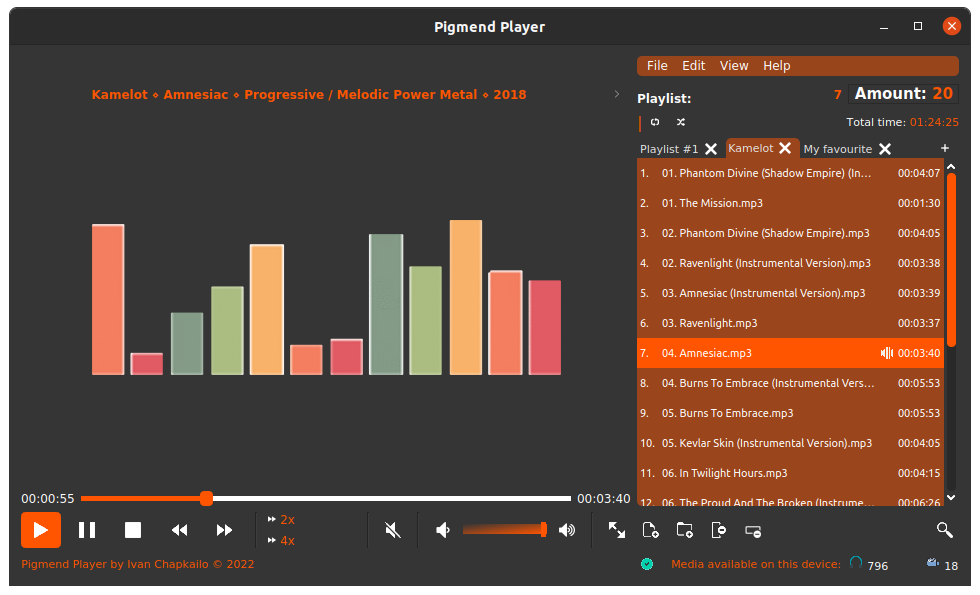 Pigmend Player
File Edit View Help
Kamelot ⋄ Amnesiac ⋄ Progressive / Melodic Power Metal ⋄ 2018
Playlist: 7 Amount: 20
Total time: 01:24:25
Playlist #1 Kamelot My favourite +
1. 01. Phantom Divine (Shadow Empire) (In... 00:04:07
2. 01. The Mission.mp3 00:01:30
3. 02. Phantom Divine (Shadow Empire).mp3 00:04:05
4. 02. Ravenlight (Instrumental Version).mp3 00:03:38
5. 03. Amnesiac (Instrumental Version).mp3 00:03:39
6. 03. Ravenlight.mp3 00:03:37
7. 04. Amnesiac.mp3 00:03:40
8. 04. Burns To Embrace (Instrumental Vers... 00:05:53
9. 05. Burns To Embrace.mp3 00:05:53
10. 05. Kevlar Skin (Instrumental Version).mp3 00:04:05
11. 06. In Twilight Hours.mp3 00:04:15
12. 06. The Proud And The Broken (Instrume... 00:06:26
00:00:55 00:03:40
2x
4x
Pigmend Player by Ivan Chapkailo © 2022
Media available on this device: 796 18